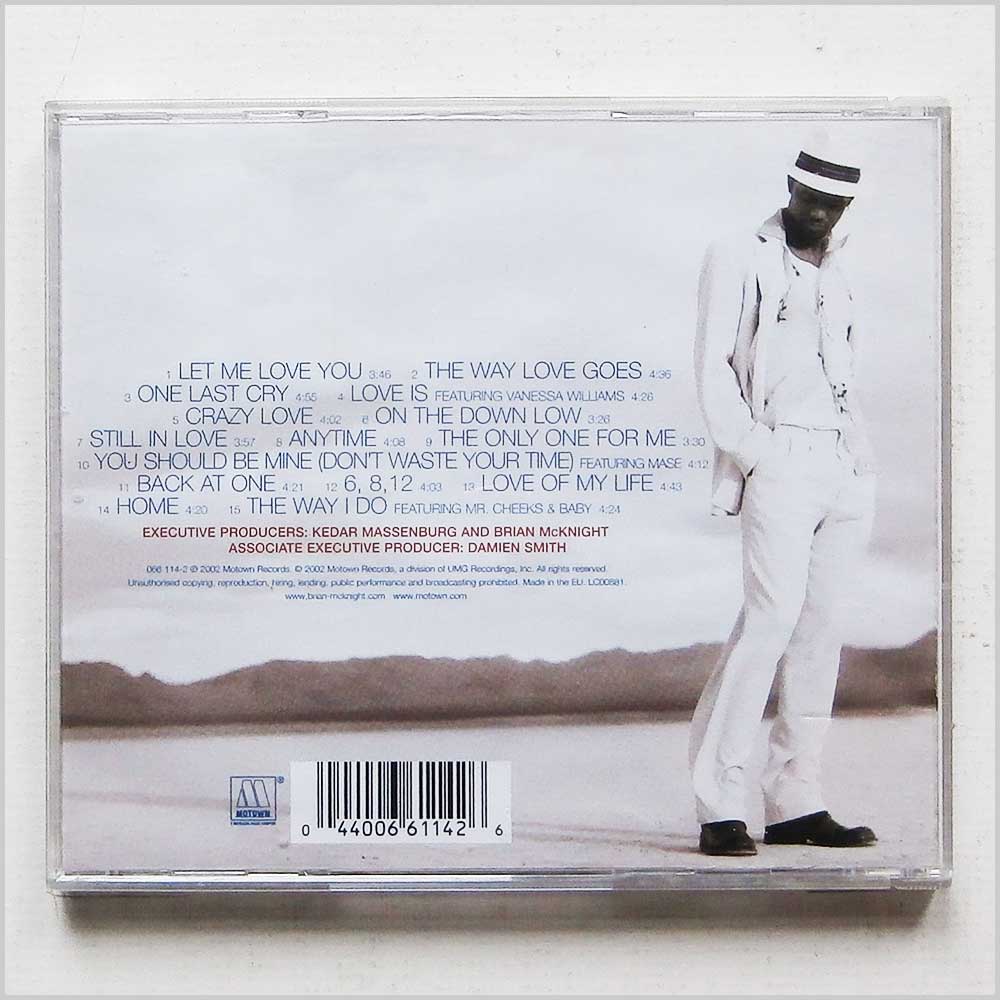 1 LET ME LOVE YOU 3:46 2 THE WAY LOVE GOES 4:36
3 ONE LAST CRY 4:55 4 LOVE IS FEATURING VANESSA WILLIAMS 4:26
5 CRAZY LOVE 4:02 6 ON THE DOWN LOW 3:26
7 STILL IN LOVE 3:57 8 ANYTIME 4:08 9 THE ONLY ONE FOR ME 3:30
10 YOU SHOULD BE MINE (DON'T WASTE YOUR TIME) FEATURING MASE 4:12
11 BACK AT ONE 4:21 12 6, 8, 12 4:03 13 LOVE OF MY LIFE 4:43
14 HOME 4:20 15 THE WAY I DO FEATURING MR. CHEEKS & BABY 4:24
EXECUTIVE PRODUCERS: KEDAR MASSENBURG AND BRIAN McKNIGHT
ASSOCIATE EXECUTIVE PRODUCER: DAMIEN SMITH
066 114-2 ℗ 2002 Motown Records. © 2002 Motown Records, a division of UMG Recordings, Inc. All rights reserved.
Unauthorised copying, reproduction, hiring, lending, public performance and broadcasting prohibited. Made in the EU. LC00881.
www.brian-mcknight.com www.motown.com
MOTOWN ®
0 44006 61142 6